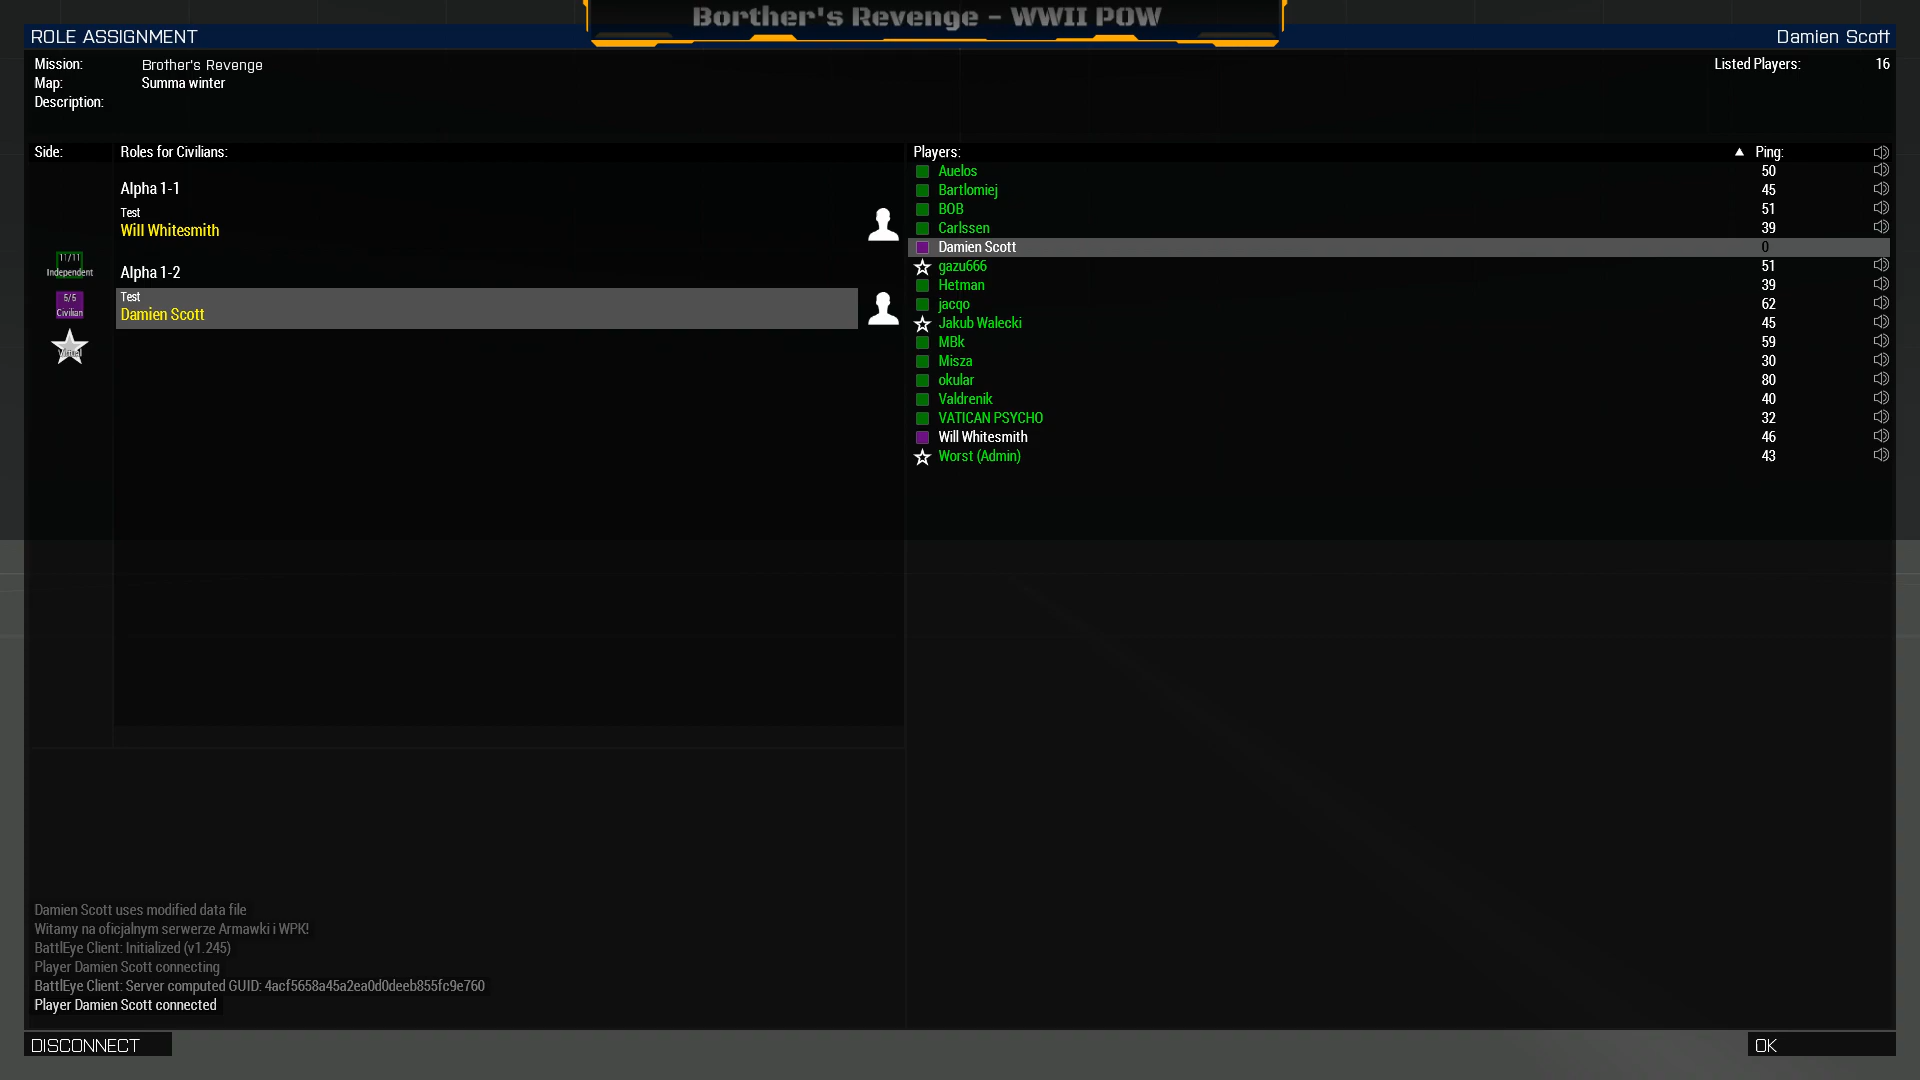 Borther's Revenge - WWII POW
ROLE ASSIGNMENT
Damien Scott
Mission: Brother's Revenge
Listed Players: 16
Map: Summa winter
Description:
Side:
Roles for Civilians:
Players: Ping:
Alpha 1-1
Test
Will Whitesmith
Alpha 1-2
Test
Damien Scott
11/11
Independent
5/5
Civilian
Virtual
Auelos 50
Bartlomiej 45
BOB 51
Carlssen 39
Damien Scott 0
gazu666 51
Hetman 39
jacqo 62
Jakub Walecki 45
MBk 59
Misza 30
okular 80
Valdrenik 40
VATICAN PSYCHO 32
Will Whitesmith 46
Worst (Admin) 43
Damien Scott uses modified data file
Witamy na oficjalnym serwerze Armawki i WPK!
BattlEye Client: Initialized (v1.245)
Player Damien Scott connecting
BattlEye Client: Server computed GUID: 4acf5658a45a2ea0d0deeb855fc9e760
Player Damien Scott connected
DISCONNECT
OK